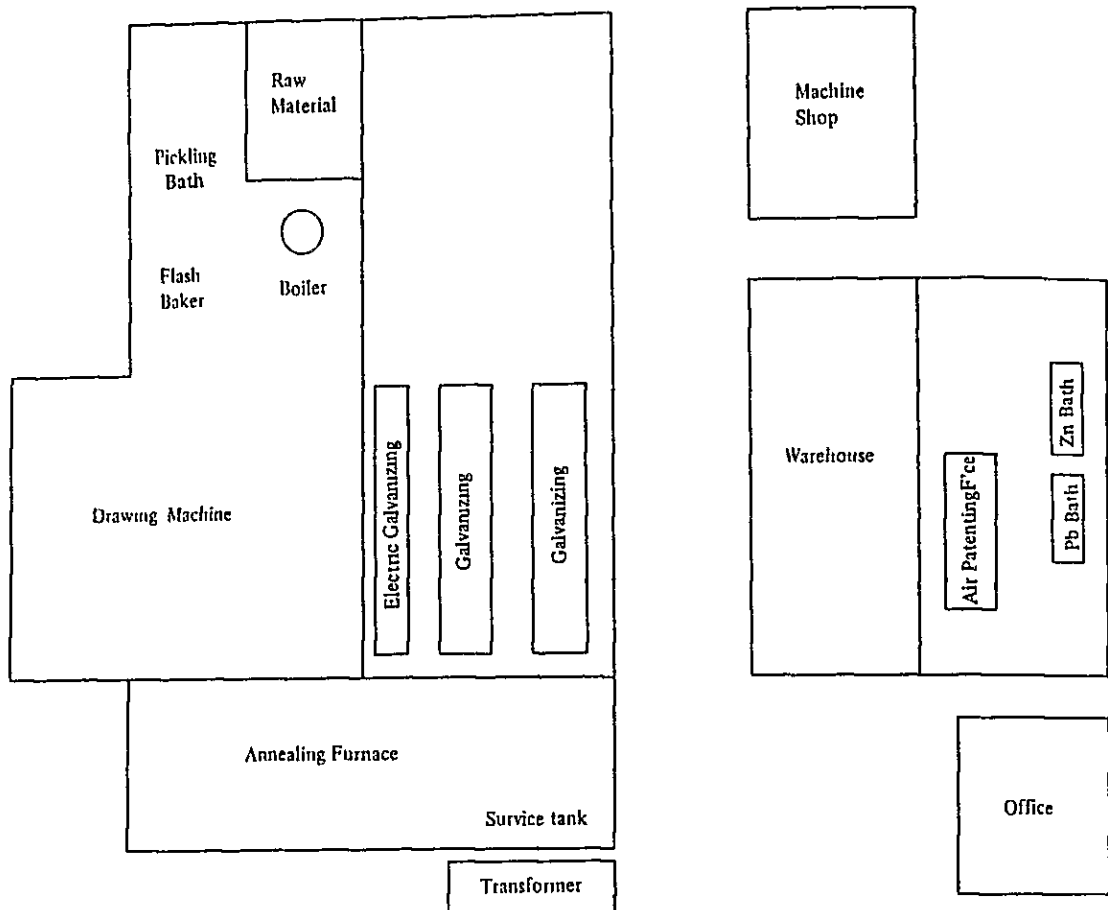 Raw
Material
Machine
Shop
Pickling
Bath
Flash
Baker
Boiler
Drawing Machine
Electric Galvanizing
Galvanizing
Galvanizing
Warehouse
Air PatentingF'ce
Zn Bath
Pb Bath
Annealing Furnace
Survice tank
Office
Transformer